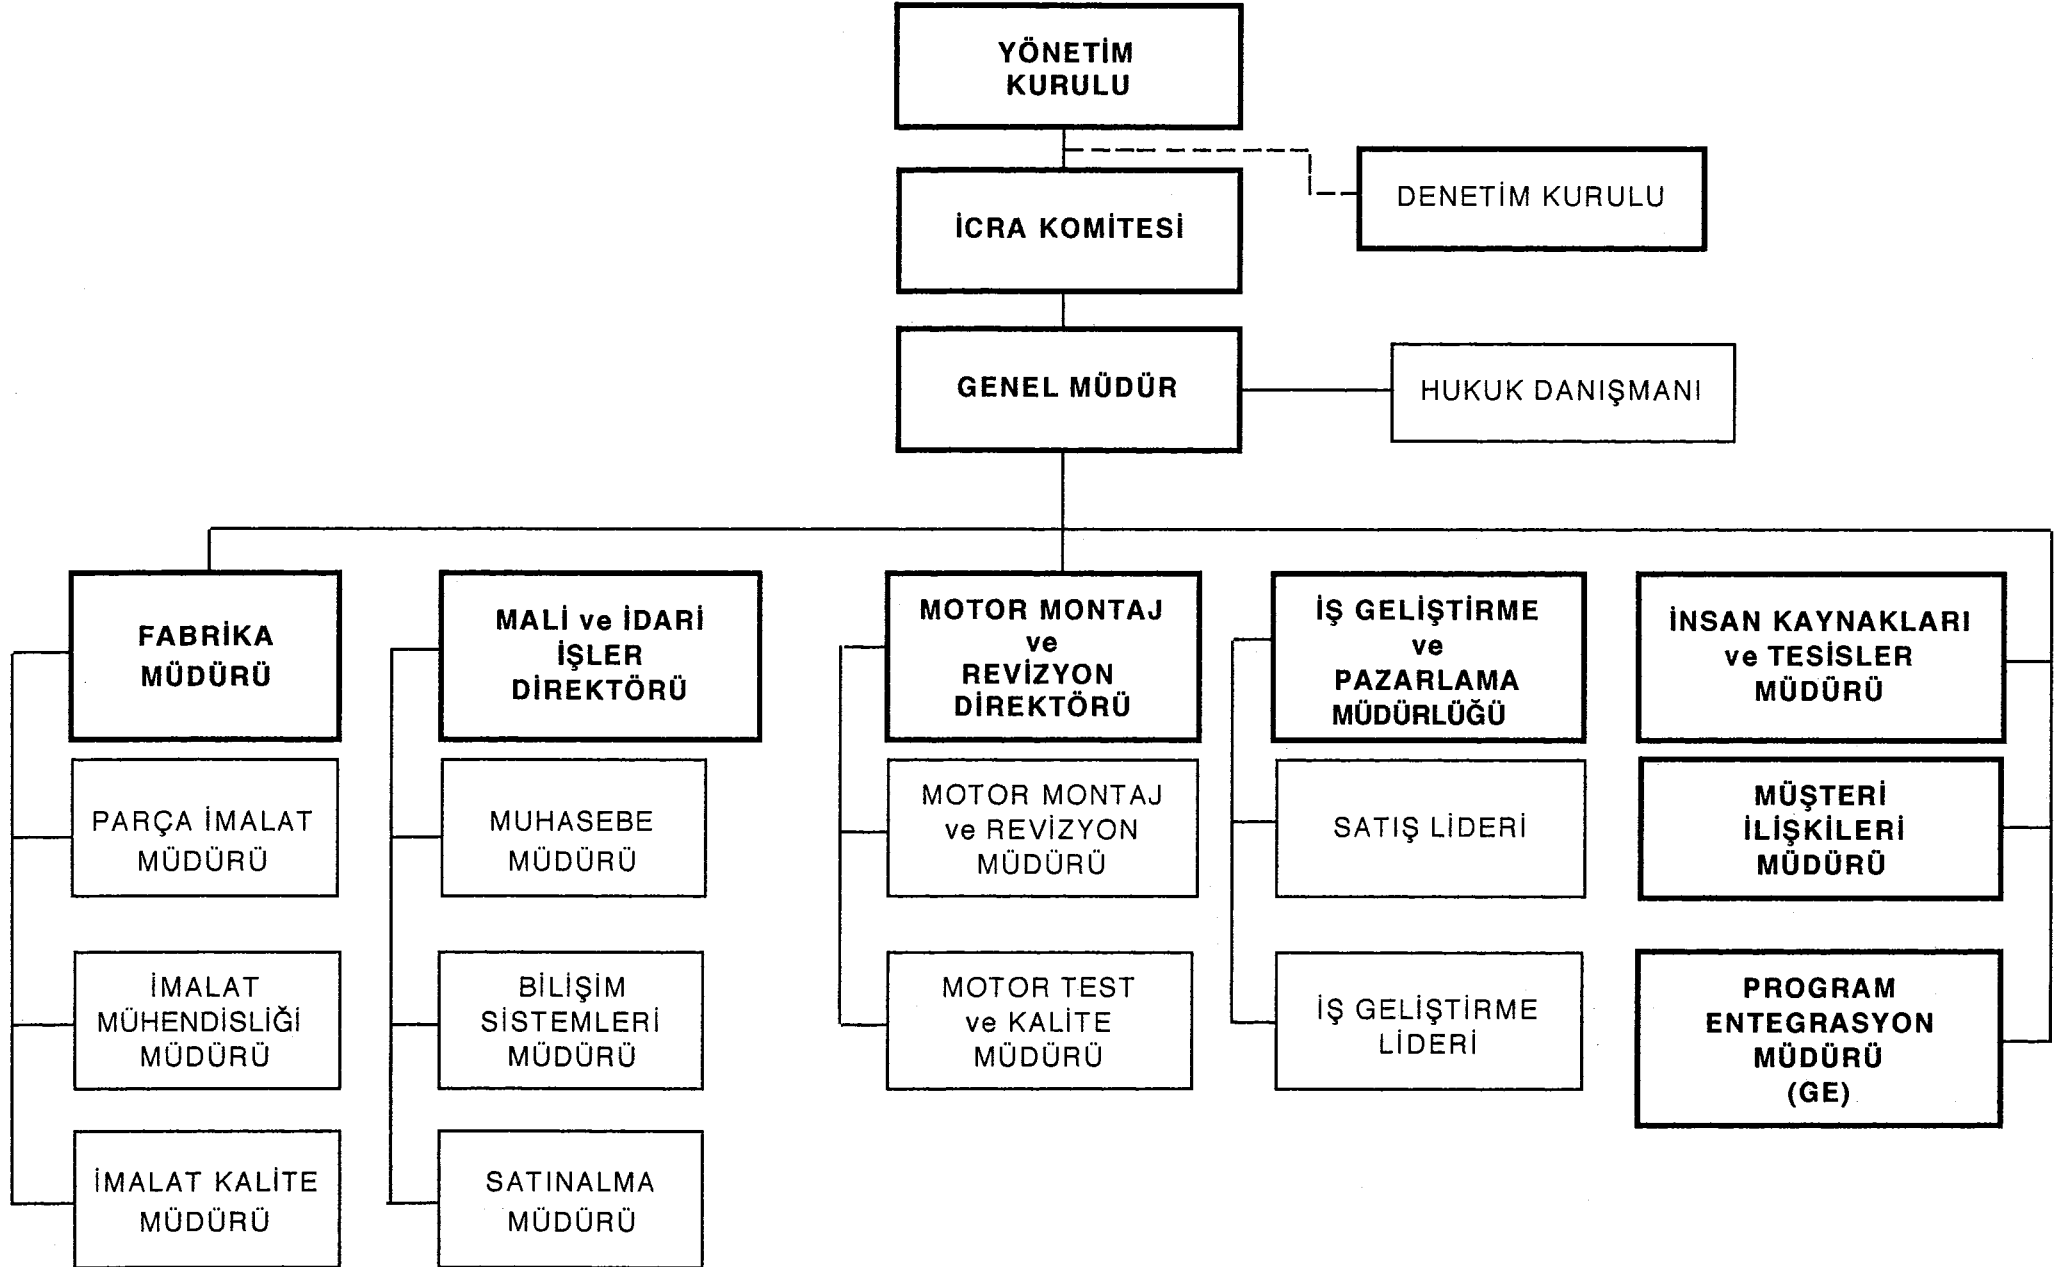 YÖNETİM
KURULU
DENETİM KURULU
İCRA KOMİTESİ
GENEL MÜDÜR
HUKUK DANIŞMANI
FABRİKA
MÜDÜRÜ
PARÇA İMALAT
MÜDÜRÜ
İMALAT
MÜHENDİSLİĞİ
MÜDÜRÜ
İMALAT KALİTE
MÜDÜRÜ
MALİ ve İDARİ
İŞLER
DİREKTÖRÜ
MUHASEBE
MÜDÜRÜ
BİLİŞİM
SİSTEMLERİ
MÜDÜRÜ
SATINALMA
MÜDÜRÜ
MOTOR MONTAJ
ve
REVİZYON
DİREKTÖRÜ
MOTOR MONTAJ
ve REVİZYON
MÜDÜRÜ
MOTOR TEST
ve KALİTE
MÜDÜRÜ
İŞ GELİŞTİRME
ve
PAZARLAMA
MÜDÜRLÜĞÜ
SATIŞ LİDERİ
İŞ GELİŞTİRME
LİDERİ
İNSAN KAYNAKLARI
ve TESİSLER
MÜDÜRÜ
MÜŞTERİ
İLİŞKİLERİ
MÜDÜRÜ
PROGRAM
ENTEGRASYON
MÜDÜRÜ
(GE)